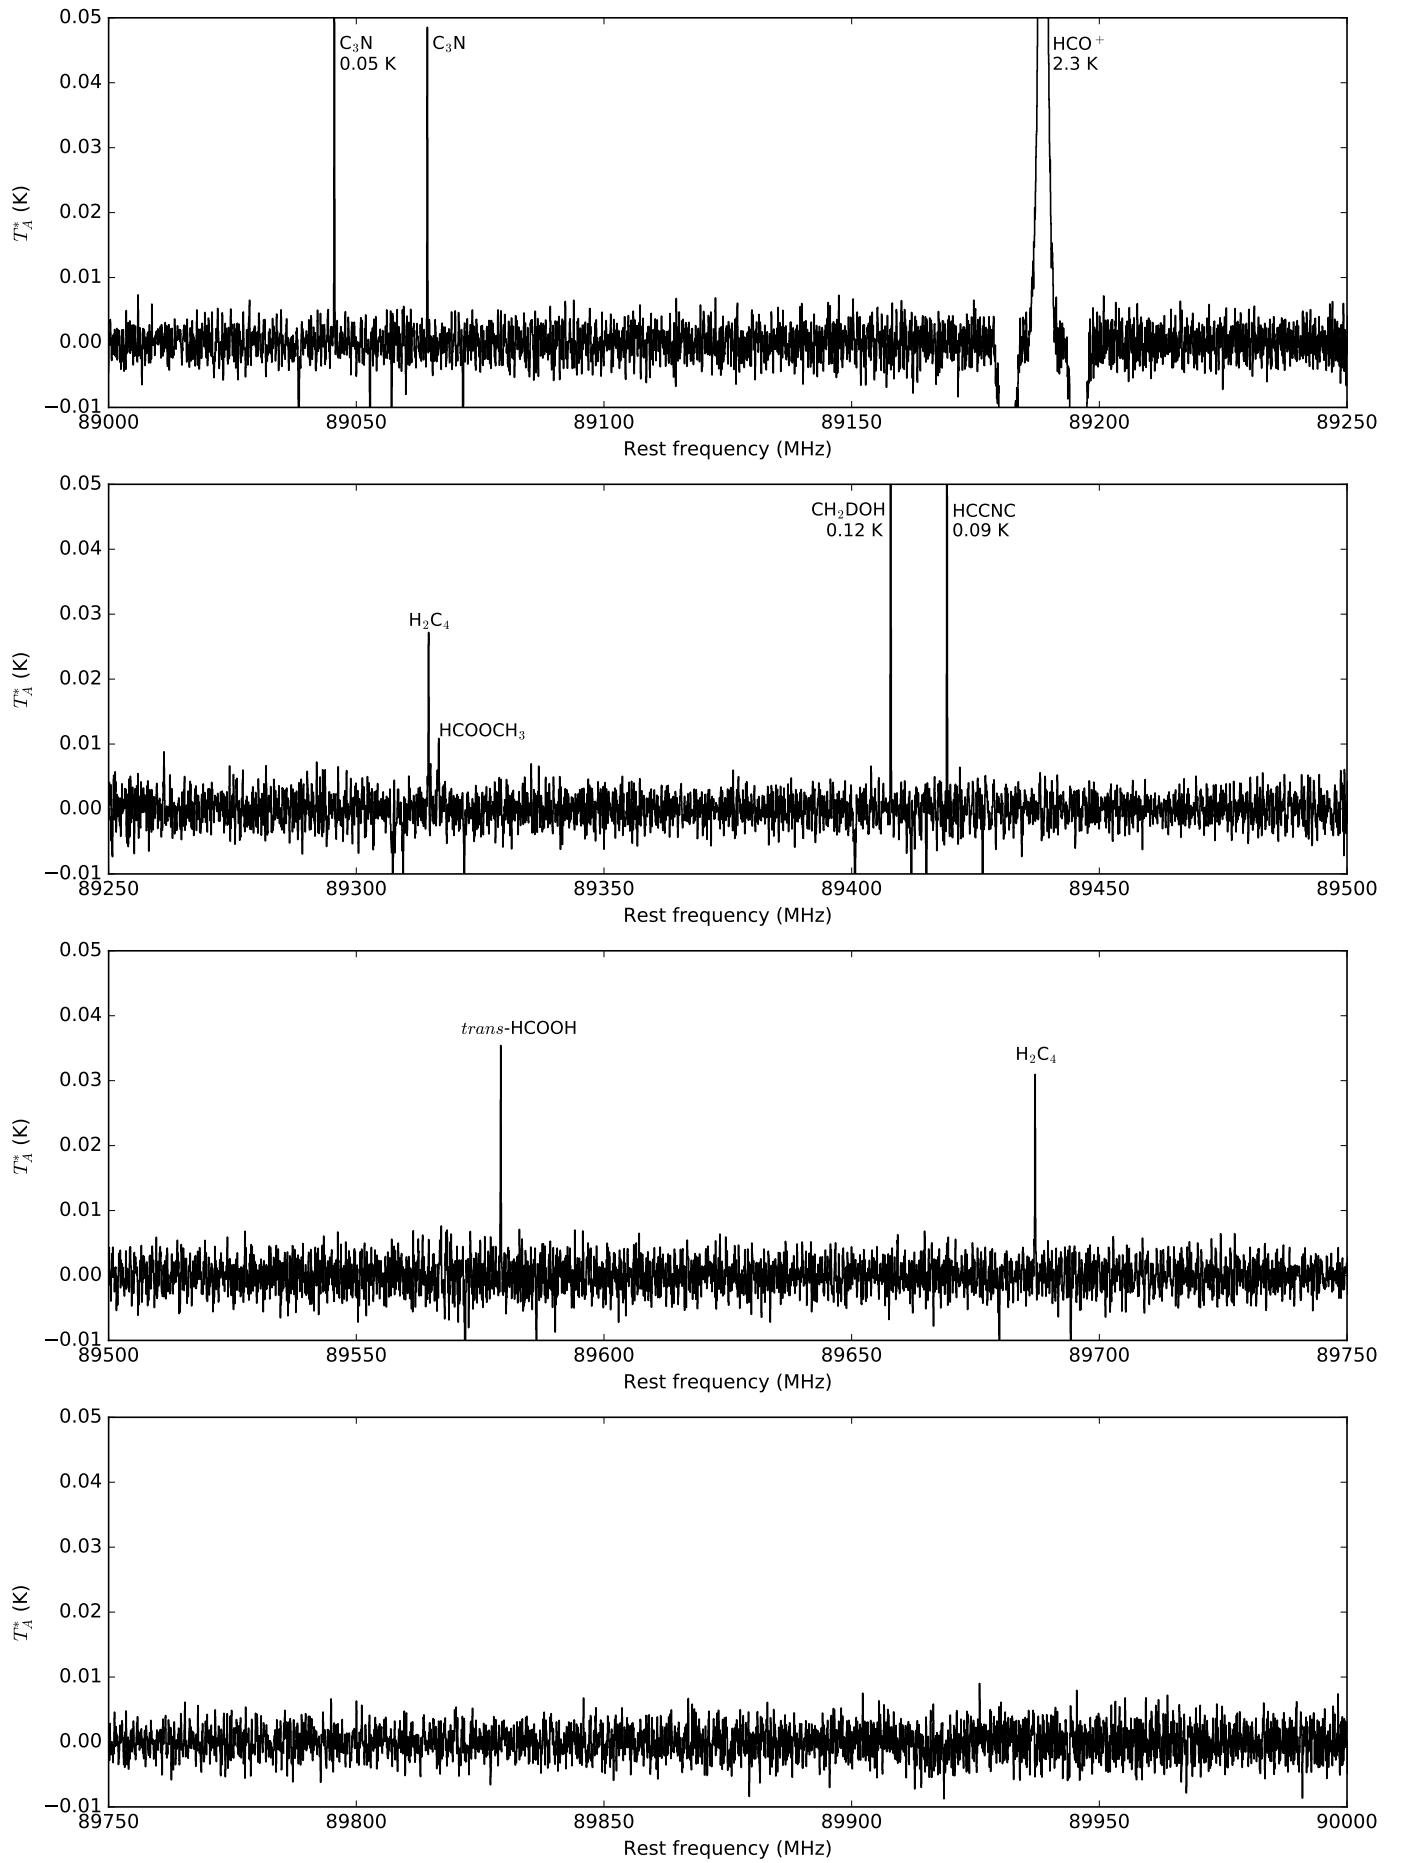 0.05
C₃N
C₃N
HCO⁺
0.05 K
2.3 K
0.04
0.03
T*A (K)
0.02
0.01
0.00
−0.01
89000 89050 89100 89150 89200 89250
Rest frequency (MHz)
0.05
CH₂DOH
HCCNC
0.12 K
0.09 K
0.04
0.03
H₂C₄
T*A (K)
0.02
HCOOCH₃
0.01
0.00
−0.01
89250 89300 89350 89400 89450 89500
Rest frequency (MHz)
0.05
0.04
trans-HCOOH
H₂C₄
0.03
T*A (K)
0.02
0.01
0.00
−0.01
89500 89550 89600 89650 89700 89750
Rest frequency (MHz)
0.05
0.04
0.03
T*A (K)
0.02
0.01
0.00
−0.01
89750 89800 89850 89900 89950 90000
Rest frequency (MHz)